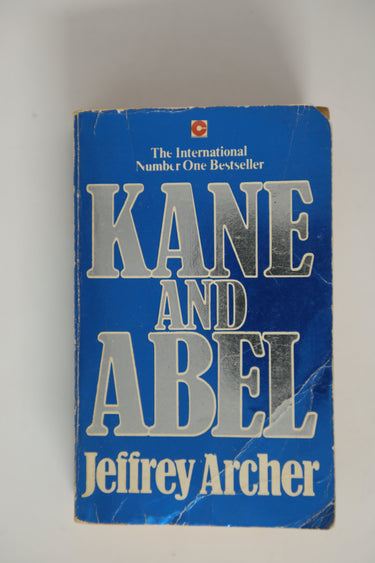 The International
Number One Bestseller
KANE
AND
ABEL
Jeffrey Archer